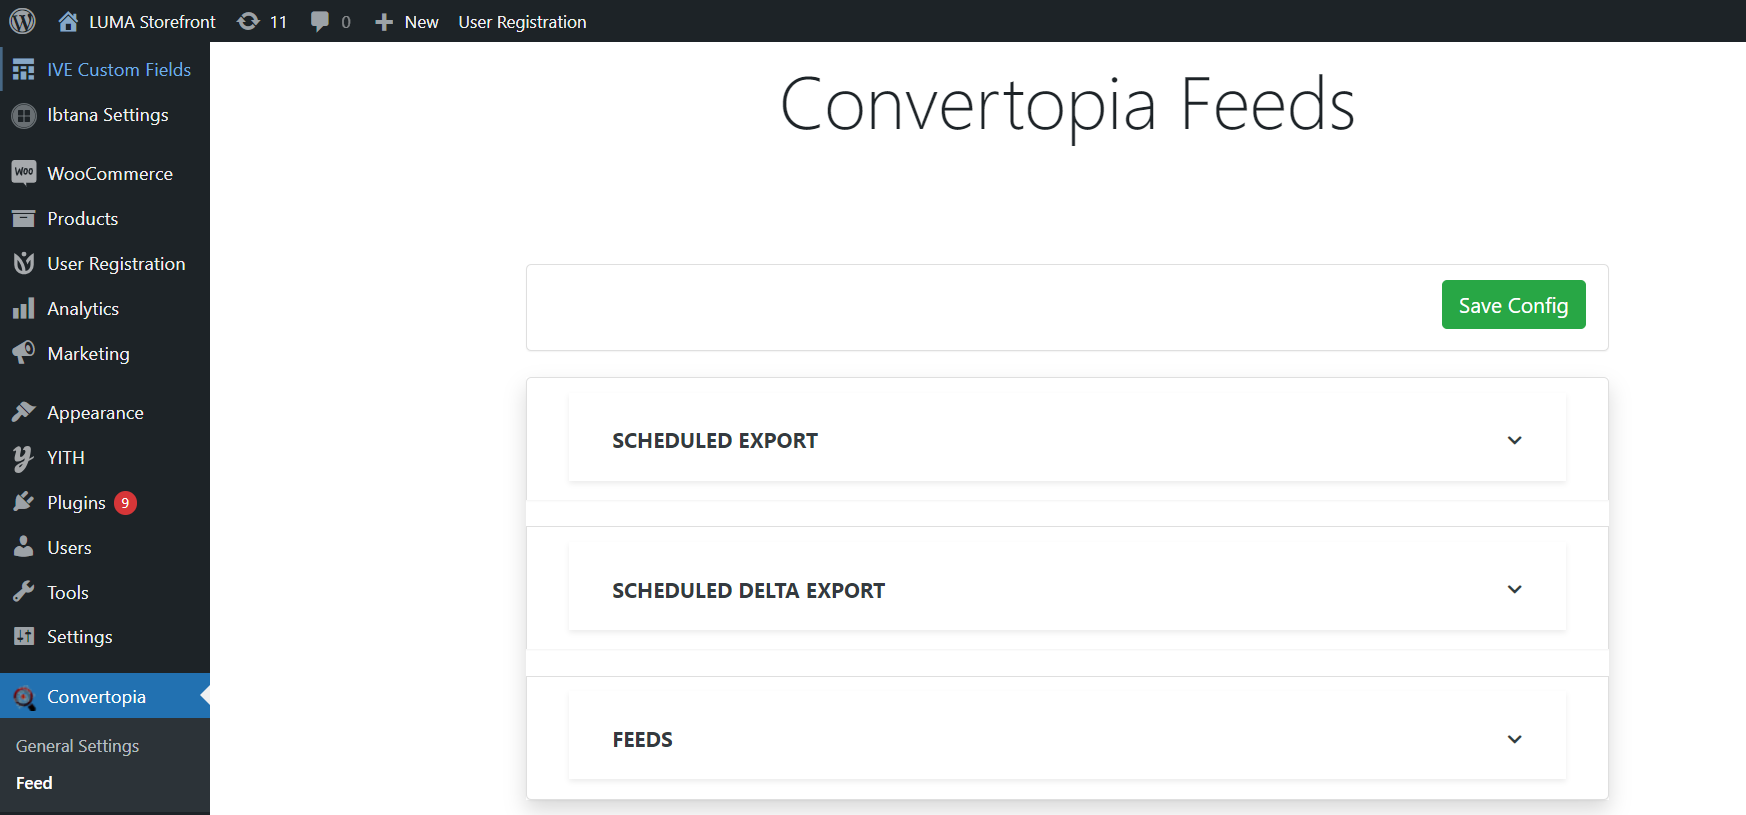 LUMA Storefront 11 0 New User Registration
IVE Custom Fields
Ibtana Settings
Woo WooCommerce
Products
User Registration
Analytics
Marketing
Appearance
YITH
Plugins 9
Users
Tools
Settings
Convertopia
General Settings
Feed
Convertopia Feeds
Save Config
SCHEDULED EXPORT
SCHEDULED DELTA EXPORT
FEEDS